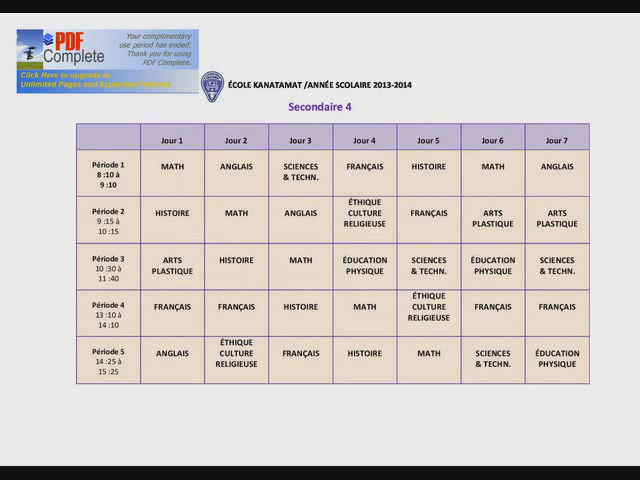 PDF
Complete
Your complimentary
use period has ended.
Thank you for using
PDF Complete.
Click Here to upgrade to
Unlimited Pages and Expanded Features
ÉCOLE KANATAMAT /ANNÉE SCOLAIRE 2013-2014
Secondaire 4
Jour 1 Jour 2 Jour 3 Jour 4 Jour 5 Jour 6 Jour 7
Période 1
8 :10 à
9 :10
MATH
ANGLAIS
SCIENCES
& TECHN.
FRANÇAIS
HISTOIRE
MATH
ANGLAIS
Période 2
9 :15 à
10 :15
HISTOIRE
MATH
ANGLAIS
ÉTHIQUE
CULTURE
RELIGIEUSE
FRANÇAIS
ARTS
PLASTIQUE
ARTS
PLASTIQUE
Période 3
10 :30 à
11 :40
ARTS
PLASTIQUE
HISTOIRE
MATH
ÉDUCATION
PHYSIQUE
SCIENCES
& TECHN.
ÉDUCATION
PHYSIQUE
SCIENCES
& TECHN.
Période 4
13 :10 à
14 :10
FRANÇAIS
FRANÇAIS
HISTOIRE
MATH
ÉTHIQUE
CULTURE
RELIGIEUSE
FRANÇAIS
FRANÇAIS
Période 5
14 :25 à
15 :25
ANGLAIS
ÉTHIQUE
CULTURE
RELIGIEUSE
FRANÇAIS
HISTOIRE
MATH
SCIENCES
& TECHN.
ÉDUCATION
PHYSIQUE